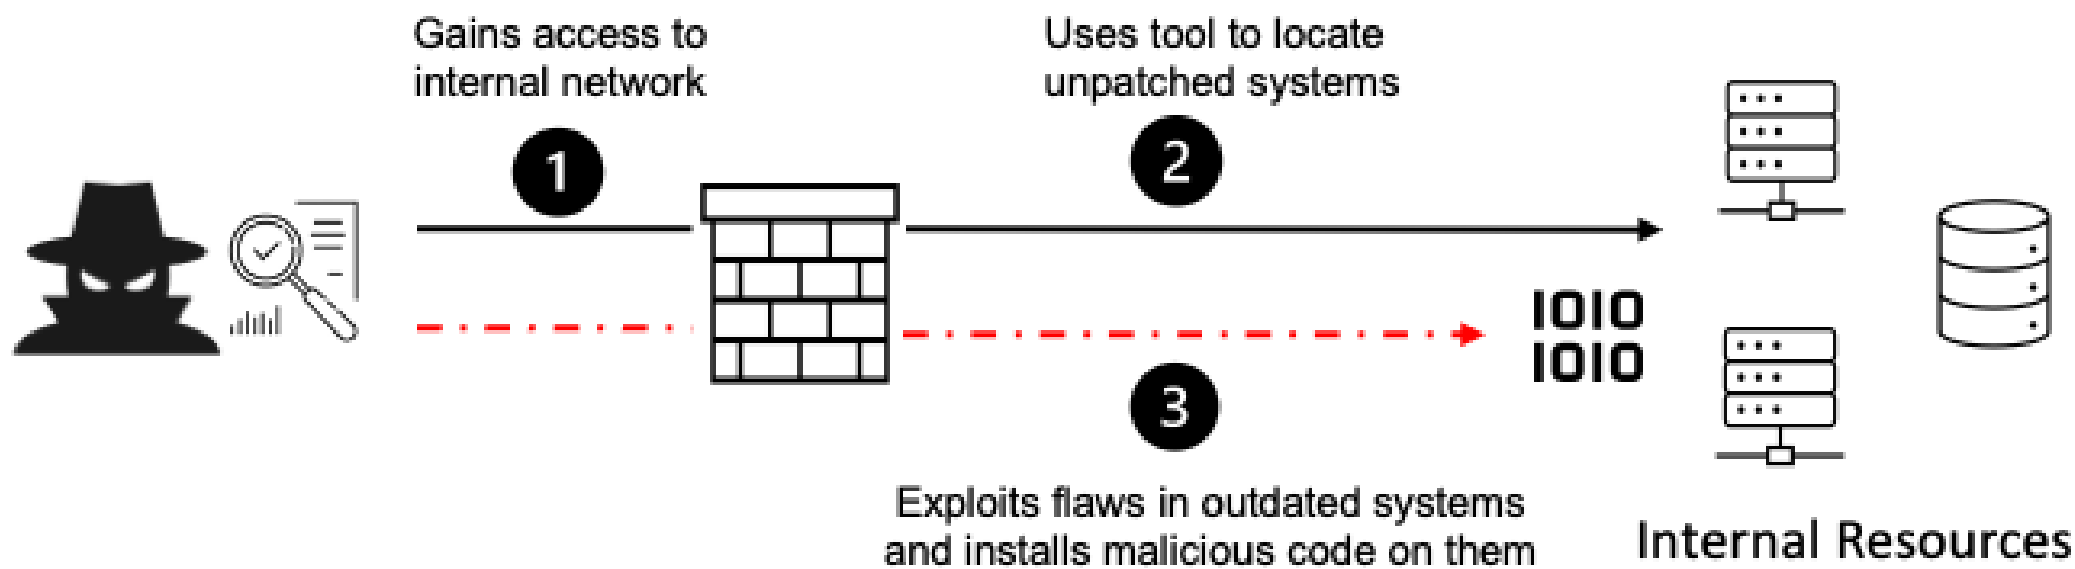 Gains access to
internal network
Uses tool to locate
unpatched systems
1
2
1010
1010
3
Exploits flaws in outdated systems
and installs malicious code on them
Internal Resources